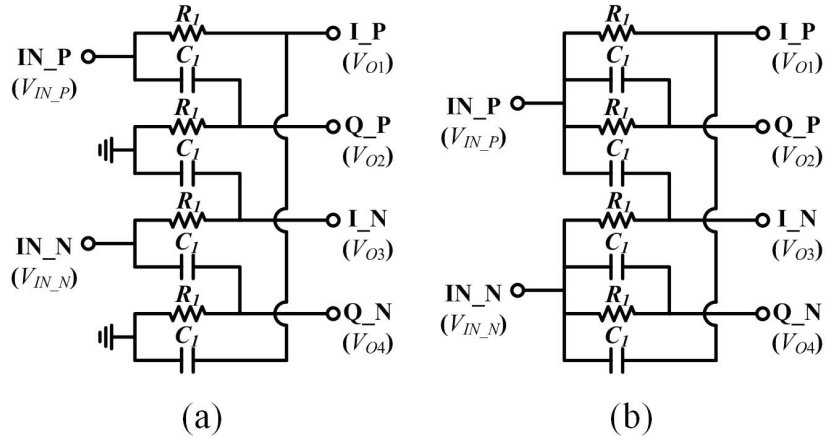 R1
I_P
C1
(VO1)
IN_P
(VIN_P)
R1
Q_P
C1
(VO2)
R1
I_N
C1
(VO3)
IN_N
(VIN_N)
R1
Q_N
C1
(VO4)
(a)
R1
I_P
C1
(VO1)
IN_P
(VIN_P)
R1
Q_P
C1
(VO2)
R1
I_N
C1
(VO3)
IN_N
(VIN_N)
R1
Q_N
C1
(VO4)
(b)